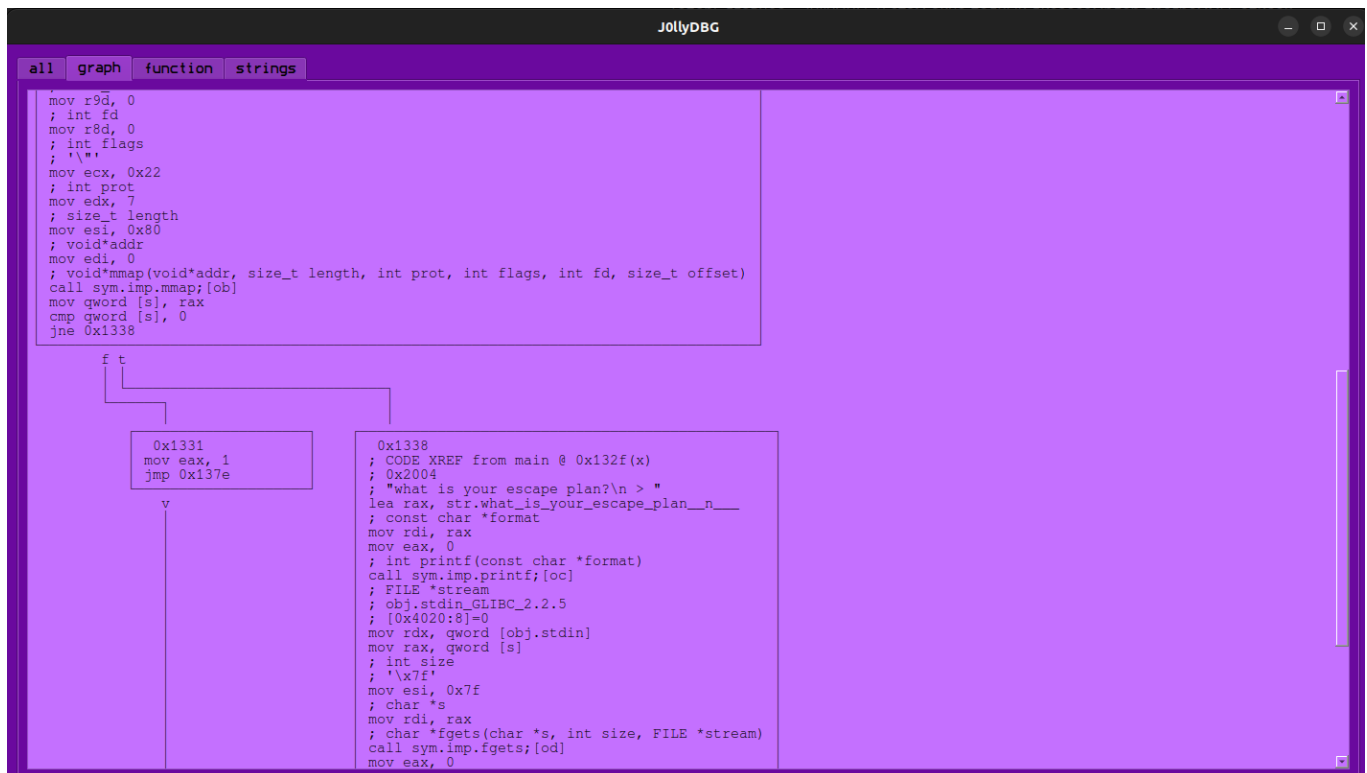 J0llyDBG
all graph function strings
mov r9d, 0
; int fd
mov r8d, 0
; int flags
; '\"'
mov ecx, 0x22
; int prot
mov edx, 7
; size_t length
mov esi, 0x80
; void*addr
mov edi, 0
; void*mmap(void*addr, size_t length, int prot, int flags, int fd, size_t offset)
call sym.imp.mmap;[ob]
mov qword [s], rax
cmp qword [s], 0
jne 0x1338
f t
0x1331
mov eax, 1
jmp 0x137e
v
0x1338
; CODE XREF from main @ 0x132f(x)
; 0x2004
; "what is your escape plan?\n > "
lea rax, str.what_is_your_escape_plan__n___
; const char *format
mov rdi, rax
mov eax, 0
; int printf(const char *format)
call sym.imp.printf;[oc]
; FILE *stream
; obj.stdin_GLIBC_2.2.5
; [0x4020:8]=0
mov rdx, qword [obj.stdin]
mov rax, qword [s]
; int size
; '\x7f'
mov esi, 0x7f
; char *s
mov rdi, rax
; char *fgets(char *s, int size, FILE *stream)
call sym.imp.fgets;[od]
mov eax, 0